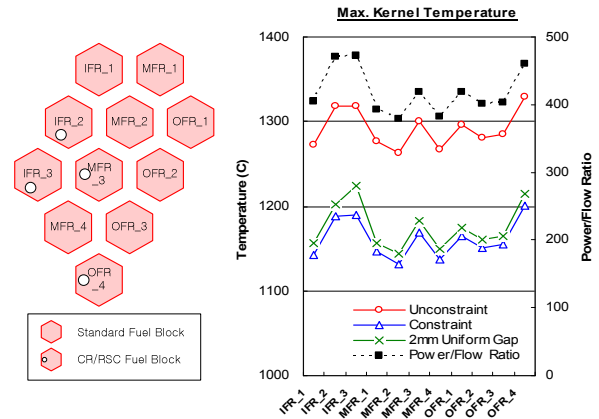 IFR_1
MFR_1
IFR_2
MFR_2
OFR_1
IFR_3
MFR
_3
OFR_2
MFR_4
OFR_3
OFR
_4
Standard Fuel Block
CR/RSC Fuel Block
Max. Kernel Temperature
1400
1300
1200
1100
1000
Temperature (C)
500
400
300
200
100
0
Power/Flow Ratio
Unconstraint
Constraint
2mm Uniform Gap
Power/Flow Ratio
IFR_1
IFR_2
IFR_3
MFR_1
MFR_2
MFR_3
MFR_4
OFR_1
OFR_2
OFR_3
OFR_4